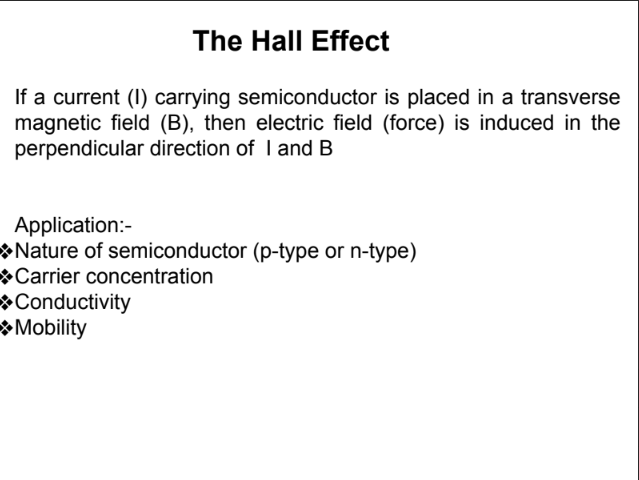 The Hall Effect
If a current (I) carrying semiconductor is placed in a transverse
magnetic field (B), then electric field (force) is induced in the
perpendicular direction of I and B
Application:-
❖Nature of semiconductor (p-type or n-type)
❖Carrier concentration
❖Conductivity
❖Mobility